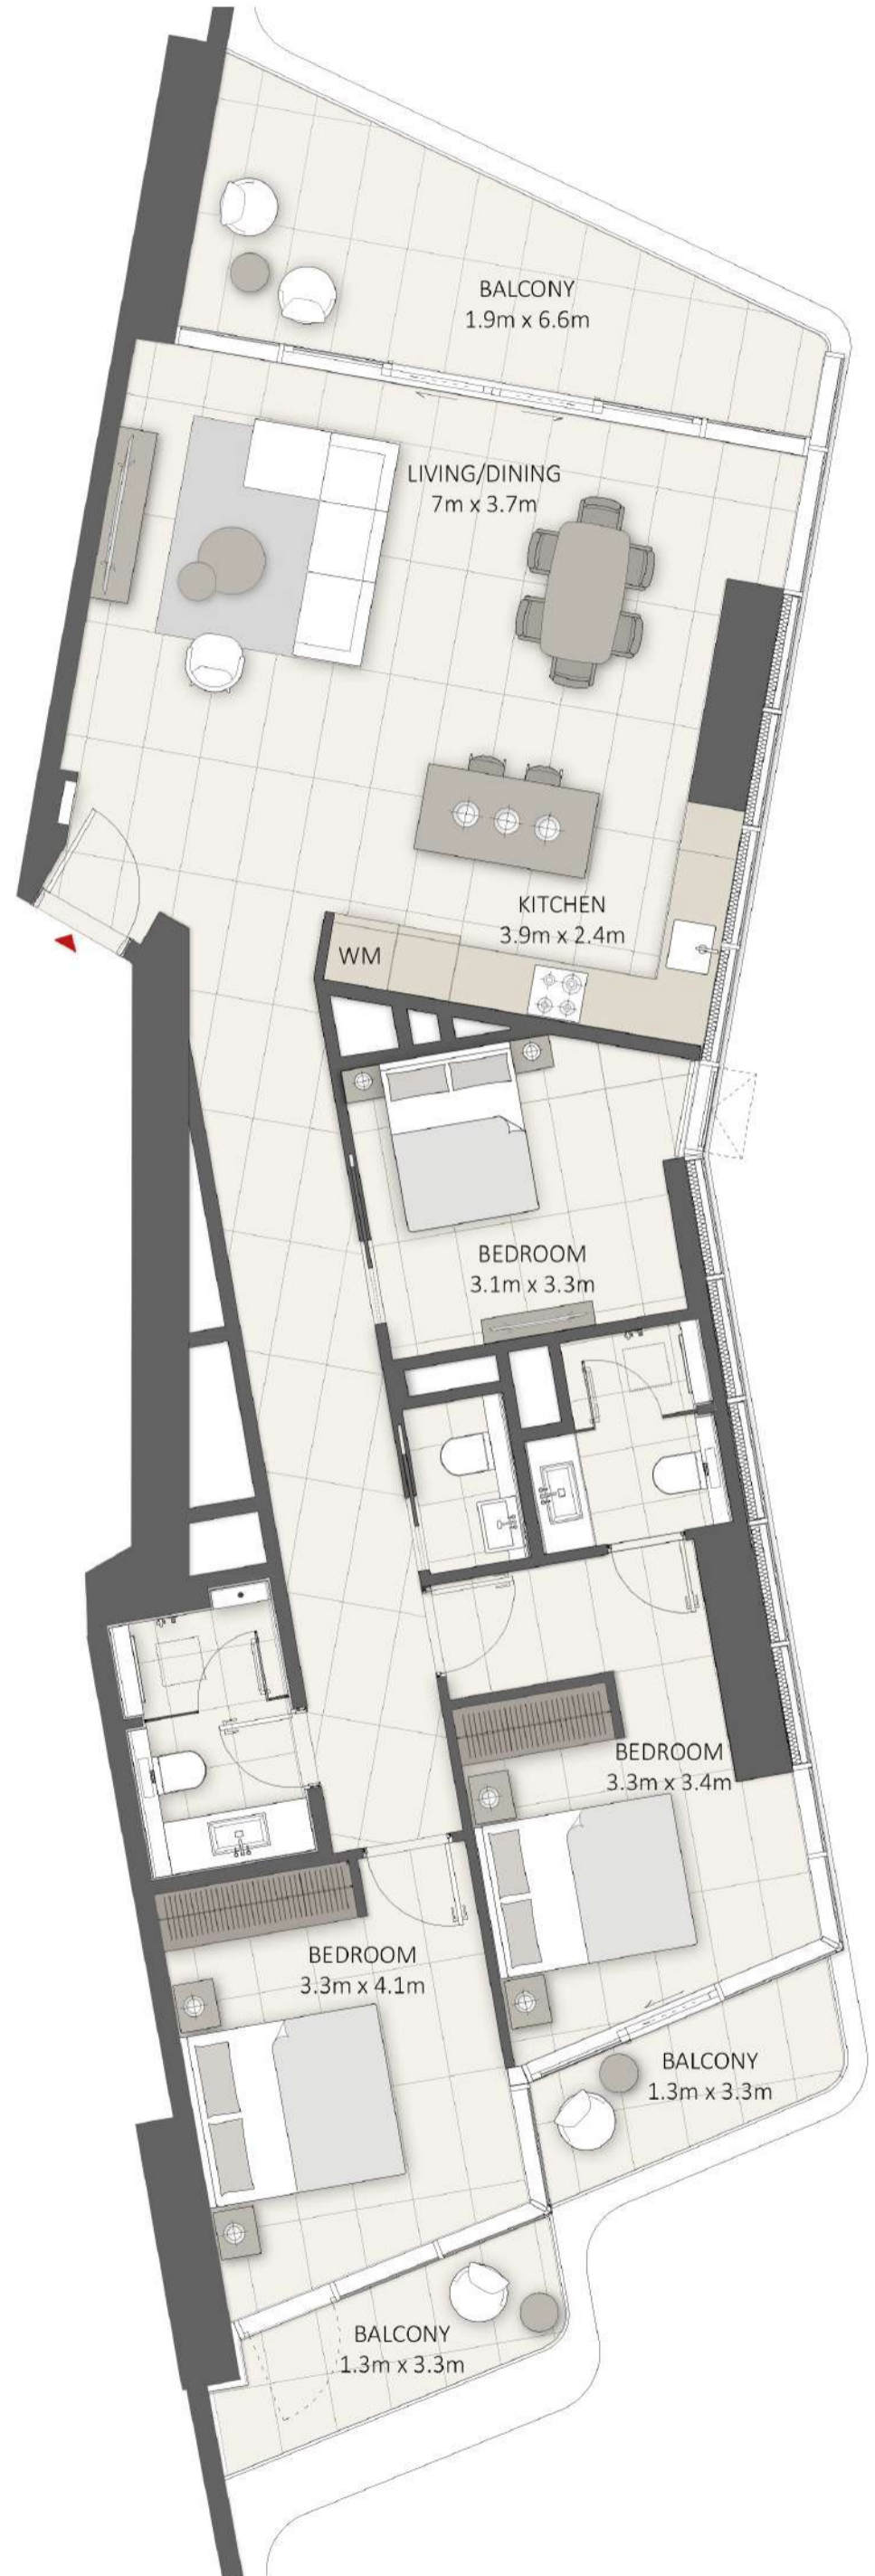 BALCONY
1.9m x 6.6m
LIVING/DINING
7m x 3.7m
KITCHEN
3.9m x 2.4m
WM
BEDROOM
3.1m x 3.3m
BEDROOM
3.3m x 3.4m
BEDROOM
3.3m x 4.1m
BALCONY
1.3m x 3.3m
BALCONY
1.3m x 3.3m